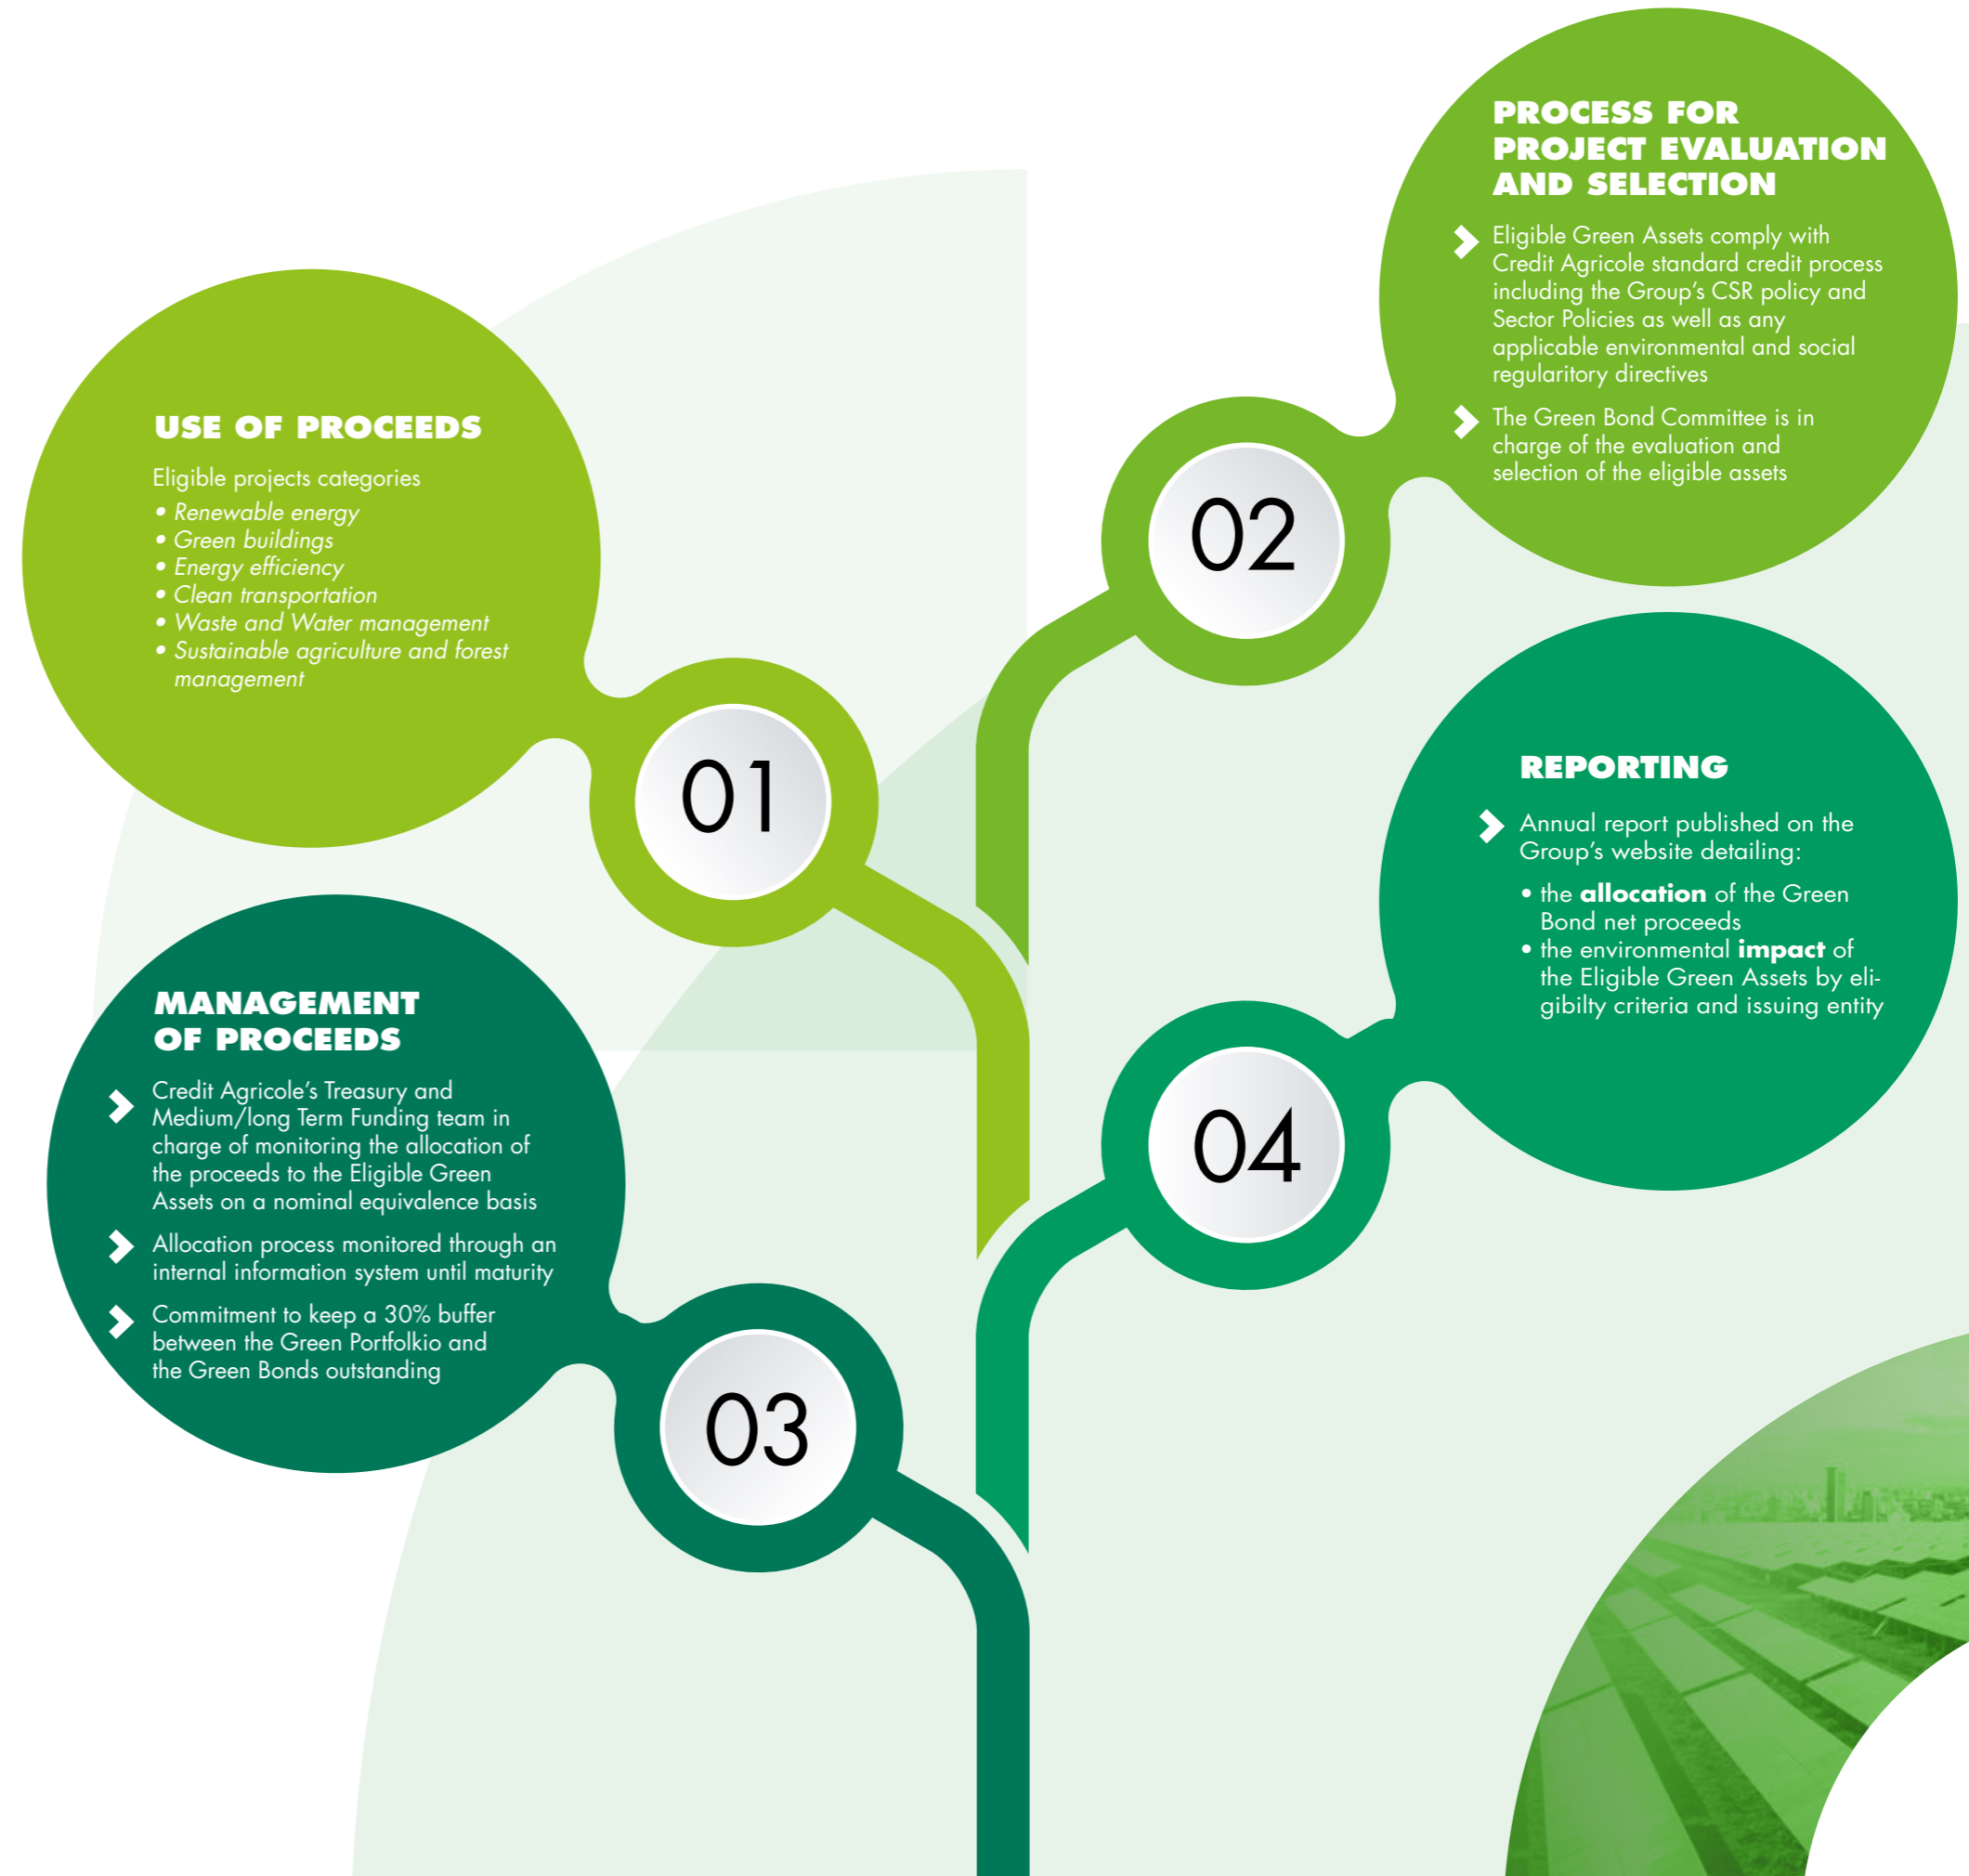 USE OF PROCEEDS
Eligible projects categories
• Renewable energy
• Green buildings
• Energy efficiency
• Clean transportation
• Waste and Water management
• Sustainable agriculture and forest
management
01
PROCESS FOR
PROJECT EVALUATION
AND SELECTION
Eligible Green Assets comply with
Credit Agricole standard credit process
including the Group's CSR policy and
Sector Policies as well as any
applicable environmental and social
regularitory directives
The Green Bond Committee is in
charge of the evaluation and
selection of the eligible assets
02
MANAGEMENT
OF PROCEEDS
Credit Agricole's Treasury and
Medium/long Term Funding team in
charge of monitoring the allocation of
the proceeds to the Eligible Green
Assets on a nominal equivalence basis
Allocation process monitored through an
internal information system until maturity
Commitment to keep a 30% buffer
between the Green Portfolkio and
the Green Bonds outstanding
03
REPORTING
Annual report published on the
Group's website detailing:
• the allocation of the Green
Bond net proceeds
• the environmental impact of
the Eligible Green Assets by eli-
gibilty criteria and issuing entity
04